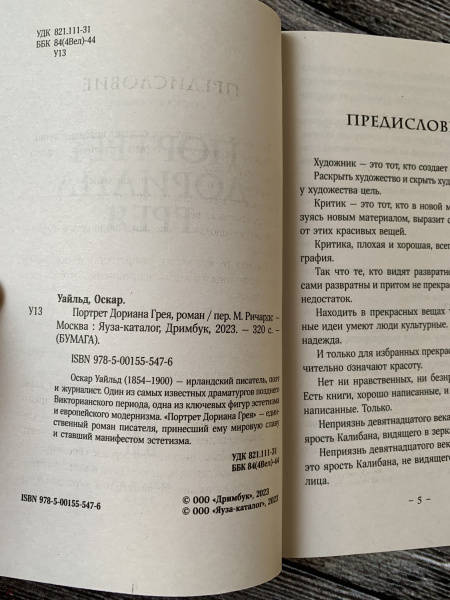 УДК 821.111-31
ББК 84(4Вел)-44
У13
Уайльд, Оскар.
У13 Портрет Дориана Грея, роман / пер. М. Ричардс –
Москва : Яуза-каталог, Дримбук, 2023. — 320 с. –
(БУМАГА).
ISBN 978-5-00155-547-6
Оскар Уайльд (1854–1900) — ирландский писатель, поэт
и журналист. Один из самых известных драматургов позднего
Викторианского периода, одна из ключевых фигур эстетизма
и европейского модернизма. «Портрет Дориана Грея» – един-
ственный роман писателя, принесший ему мировую славу
и ставший манифестом эстетизма.
УДК 821.111-31
ББК 84(4Вел)-44
ISBN 978-5-00155-547-6
© ООО «Дримбук», 2023
© ООО «Яуза-каталог», 2023
ПРЕДИСЛОВ
Художник — это тот, кто создает
Раскрыть художество и скрыть худ
у художества цель.
Критик — это тот, кто в новой м
зуясь новым материалом, выразит с
от этих красивых вещей.
Критика, плохая и хорошая, всег
графия.
Так что те, кто видят развратн
сами развратны и притом не прекрас
недостаток.
Находить в прекрасных вещах
ные идеи умеют люди культурные.
надежда.
И только для избранных прекра
чительно означают красоту.
Нет ни нравственных, ни безнр
Есть книги, хорошо написанные, и
написанные. Только.
Неприязнь девятнадцатого века
ярость Калибана, видящего в зерк
Неприязнь девятнадцатого века
это ярость Калибана, не видящего
лица.
– 5 –